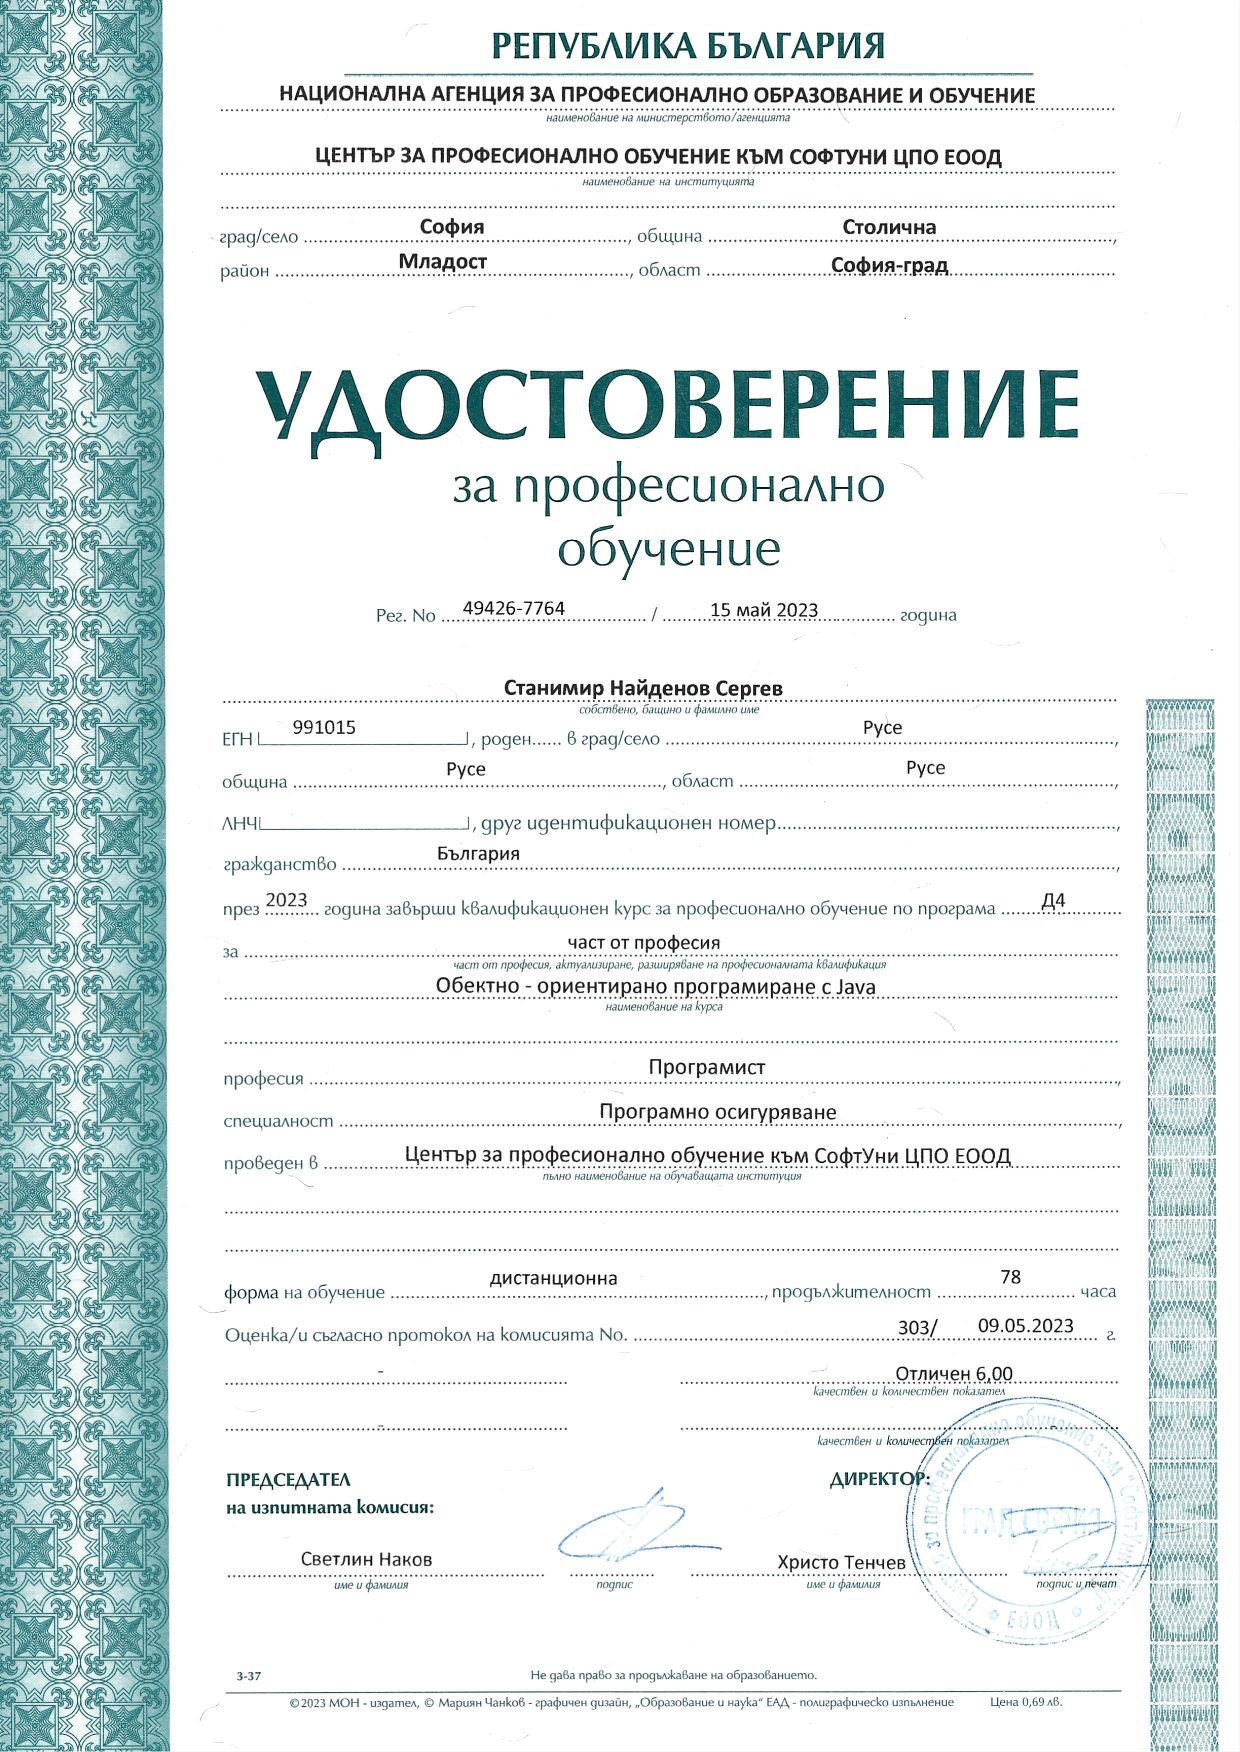 РЕПУБЛИКА БЪЛГАРИЯ
НАЦИОНАЛНА АГЕНЦИЯ ЗА ПРОФЕСИОНАЛНО ОБРАЗОВАНИЕ И ОБУЧЕНИЕ
наименование на министерството/агенцията
ЦЕНТЪР ЗА ПРОФЕСИОНАЛНО ОБУЧЕНИЕ КЪМ СОФТУНИ ЦПО ЕООД
наименование на институцията
град/село София, община Столична,
район Младост, област София-град
УДОСТОВЕРЕНИЕ
за професионално
обучение
Рег. No 49426-7764 / 15 май 2023 година
Станимир Найденов Сергев
собствено, бащино и фамилно име
ЕГН 991015, роден...... в град/село Русе,
община Русе, област Русе,
ЛНЧ, друг идентификационен номер,
гражданство България,
през 2023 година завърши квалификационен курс за професионално обучение по програма Д4
за част от професия
част от професия, актуализиране, разширяване на професионалната квалификация
Обектно - ориентирано програмиране с Java
наименование на курса
професия Програмист,
специалност Програмно осигуряване,
проведен в Център за професионално обучение към СофтУни ЦПО ЕООД
пълно наименование на обучаващата институция
форма на обучение дистанционна, продължителност 78 часа
Оценка/и съгласно протокол на комисията No. 303/ 09.05.2023 г.
- Отличен 6,00
качествен и количествен показател
-
качествен и количествен показател
ПРЕДСЕДАТЕЛ ДИРЕКТОР:
на изпитната комисия:
Светлин Наков Христо Тенчев
име и фамилия подпис име и фамилия подпис и печат
ГРАД СОФИЯ
ЕООД
3-37 Не дава право за продължаване на образованието.
©2023 МОН - издател, © Мариян Чанков - графичен дизайн, „Образование и наука“ ЕАД - полиграфическо изпълнение Цена 0,69 лв.